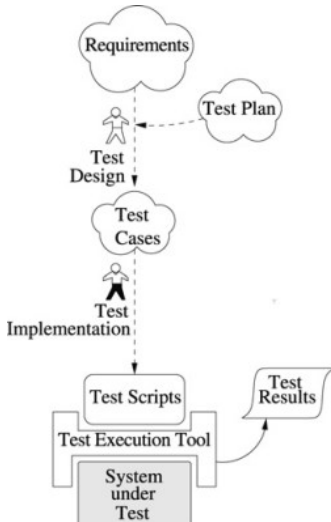 Requirements
Test Plan
Test
Design
Test
Cases
Test
Implementation
Test Scripts
Test
Results
Test Execution Tool
System
under
Test